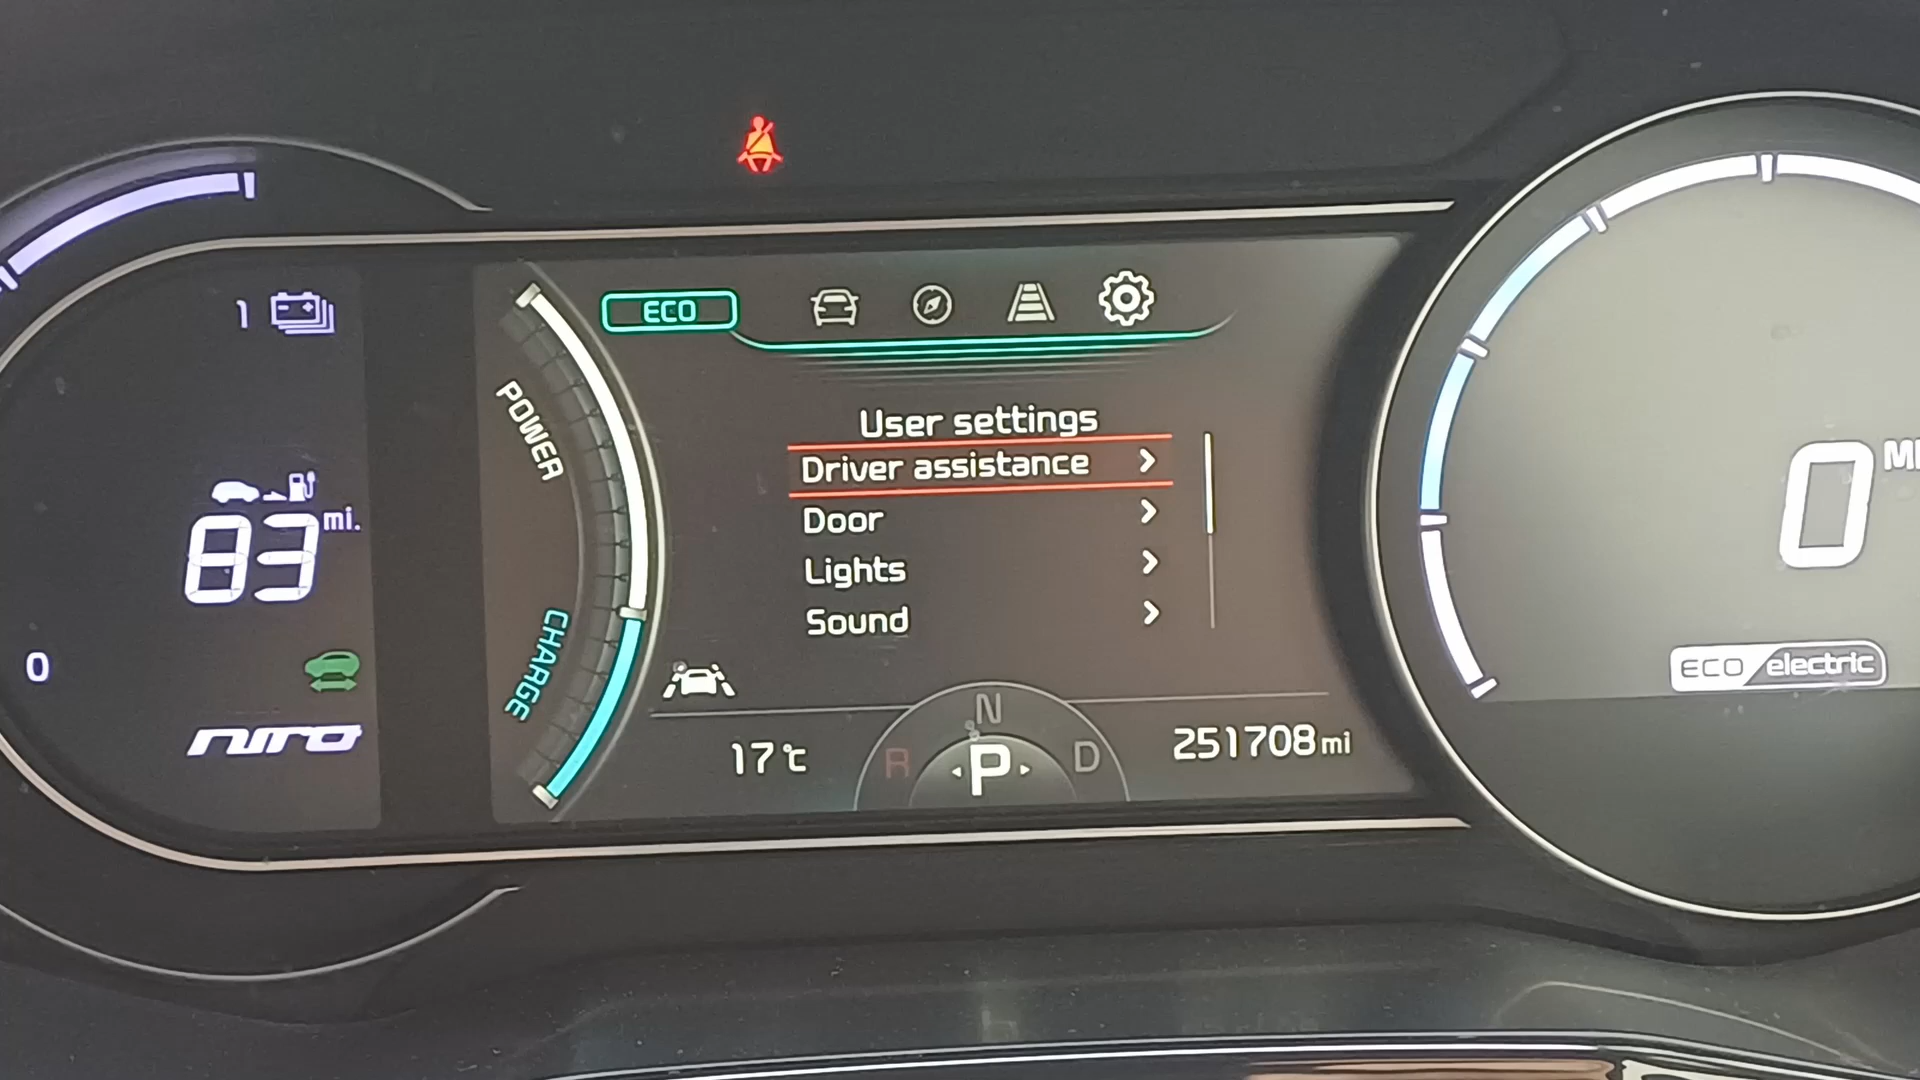 ECO
1
User settings
Driver assistance
Door
Lights
Sound
POWER
CHARGE
83 mi.
0
niro
0
ECO electric
17°C
R
N
P
D
251708 mi